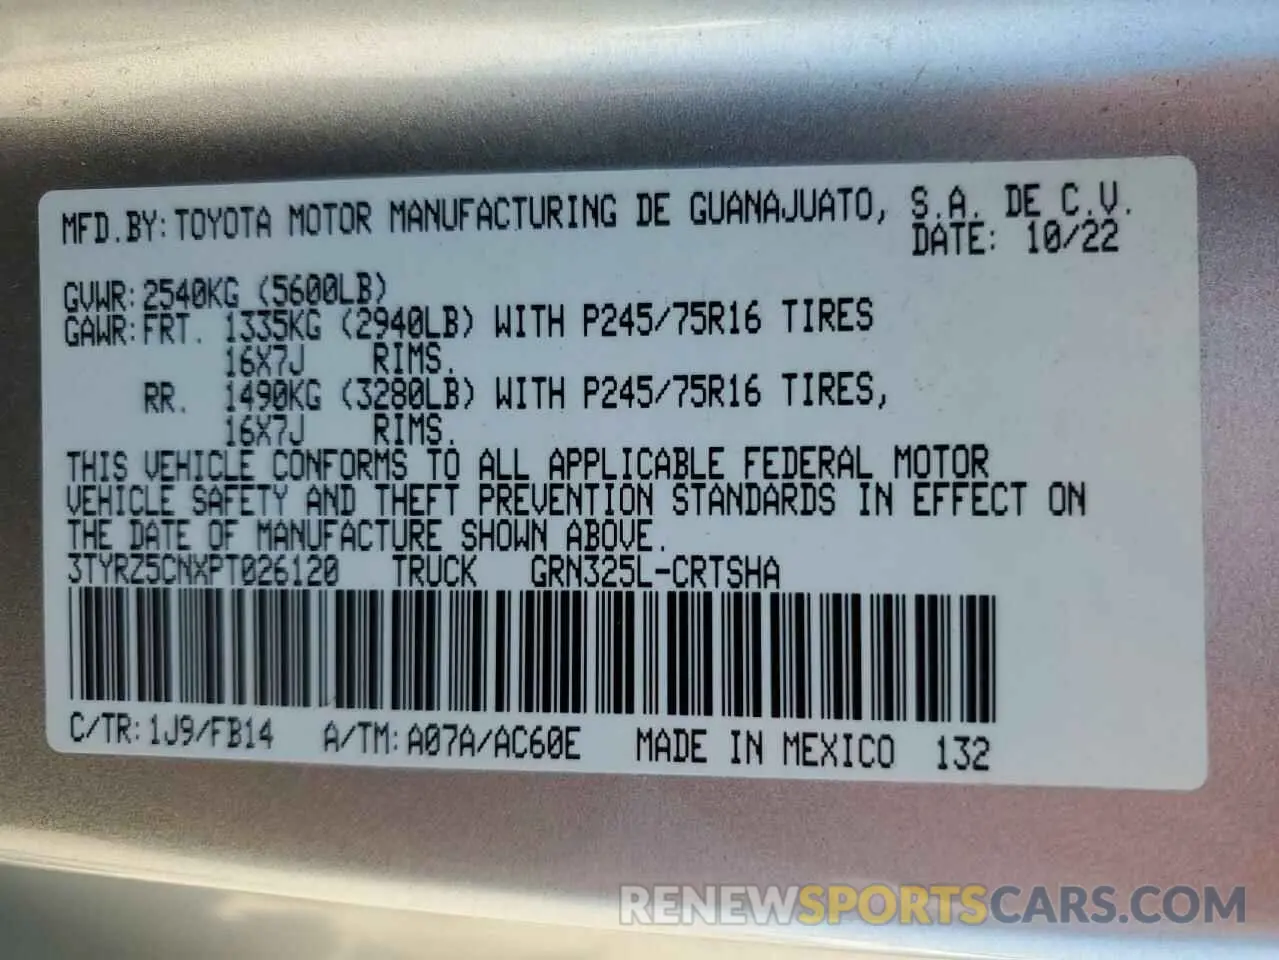 MFD.BY:TOYOTA MOTOR MANUFACTURING DE GUANAJUATO, S.A. DE C.V.
DATE: 10/22
GVWR:2540KG (5600LB)
GAWR:FRT. 1335KG (2940LB) WITH P245/75R16 TIRES
16X7J RIMS.
RR. 1490KG (3280LB) WITH P245/75R16 TIRES,
16X7J RIMS.
THIS VEHICLE CONFORMS TO ALL APPLICABLE FEDERAL MOTOR
VEHICLE SAFETY AND THEFT PREVENTION STANDARDS IN EFFECT ON
THE DATE OF MANUFACTURE SHOWN ABOVE.
3TYRZ5CNXPT026120 TRUCK GRN325L-CRTSHA
C/TR:1J9/FB14 A/TM:A07A/AC60E MADE IN MEXICO 132
RENEWSPORTSCARS.COM